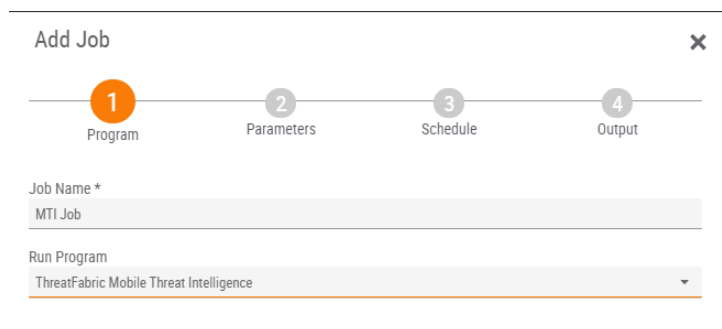 Add Job
1
2
3
4
Program
Parameters
Schedule
Output
Job Name *
MTI Job
Run Program
ThreatFabric Mobile Threat Intelligence